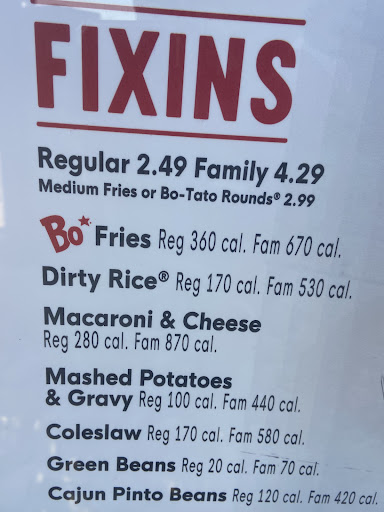 FIXINS
Regular 2.49 Family 4.29
Medium Fries or Bo-Tato Rounds® 2.99
Bo Fries Reg 360 cal. Fam 670 cal.
Dirty Rice® Reg 170 cal. Fam 530 cal.
Macaroni & Cheese
Reg 280 cal. Fam 870 cal.
Mashed Potatoes
& Gravy Reg 100 cal. Fam 440 cal.
Coleslaw Reg 170 cal. Fam 580 cal.
Green Beans Reg 20 cal. Fam 70 cal.
Cajun Pinto Beans Reg 120 cal. Fam 420 cal.